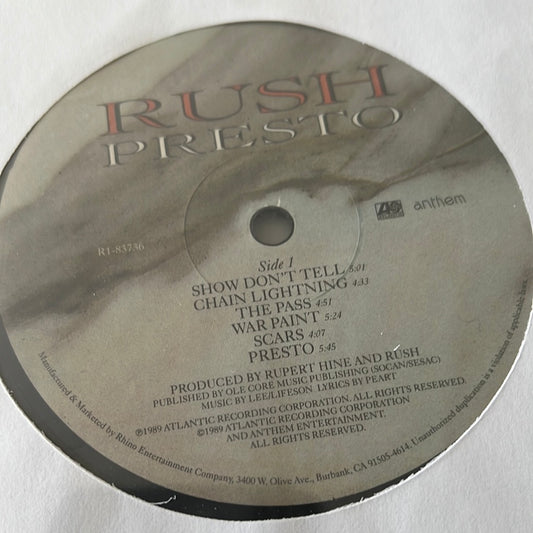 RUSH
PRESTO
ATLANTIC
anthem
R1-83736
Side 1
SHOW DON'T TELL 5:01
CHAIN LIGHTNING 4:33
THE PASS 4:51
WAR PAINT 5:24
SCARS 4:07
PRESTO 5:45
PRODUCED BY RUPERT HINE AND RUSH
PUBLISHED BY OLE CORE MUSIC PUBLISHING (SOCAN/SESAC)
MUSIC BY LEE/LIFESON LYRICS BY PEART
℗1989 ATLANTIC RECORDING CORPORATION. ALL RIGHTS RESERVED.
©1989 ATLANTIC RECORDING CORPORATION
AND ANTHEM ENTERTAINMENT.
ALL RIGHTS RESERVED.
Manufactured & Marketed by Rhino Entertainment Company, 3400 W. Olive Ave., Burbank, CA 91505-4614. Unauthorized duplication is a violation of applicable laws.